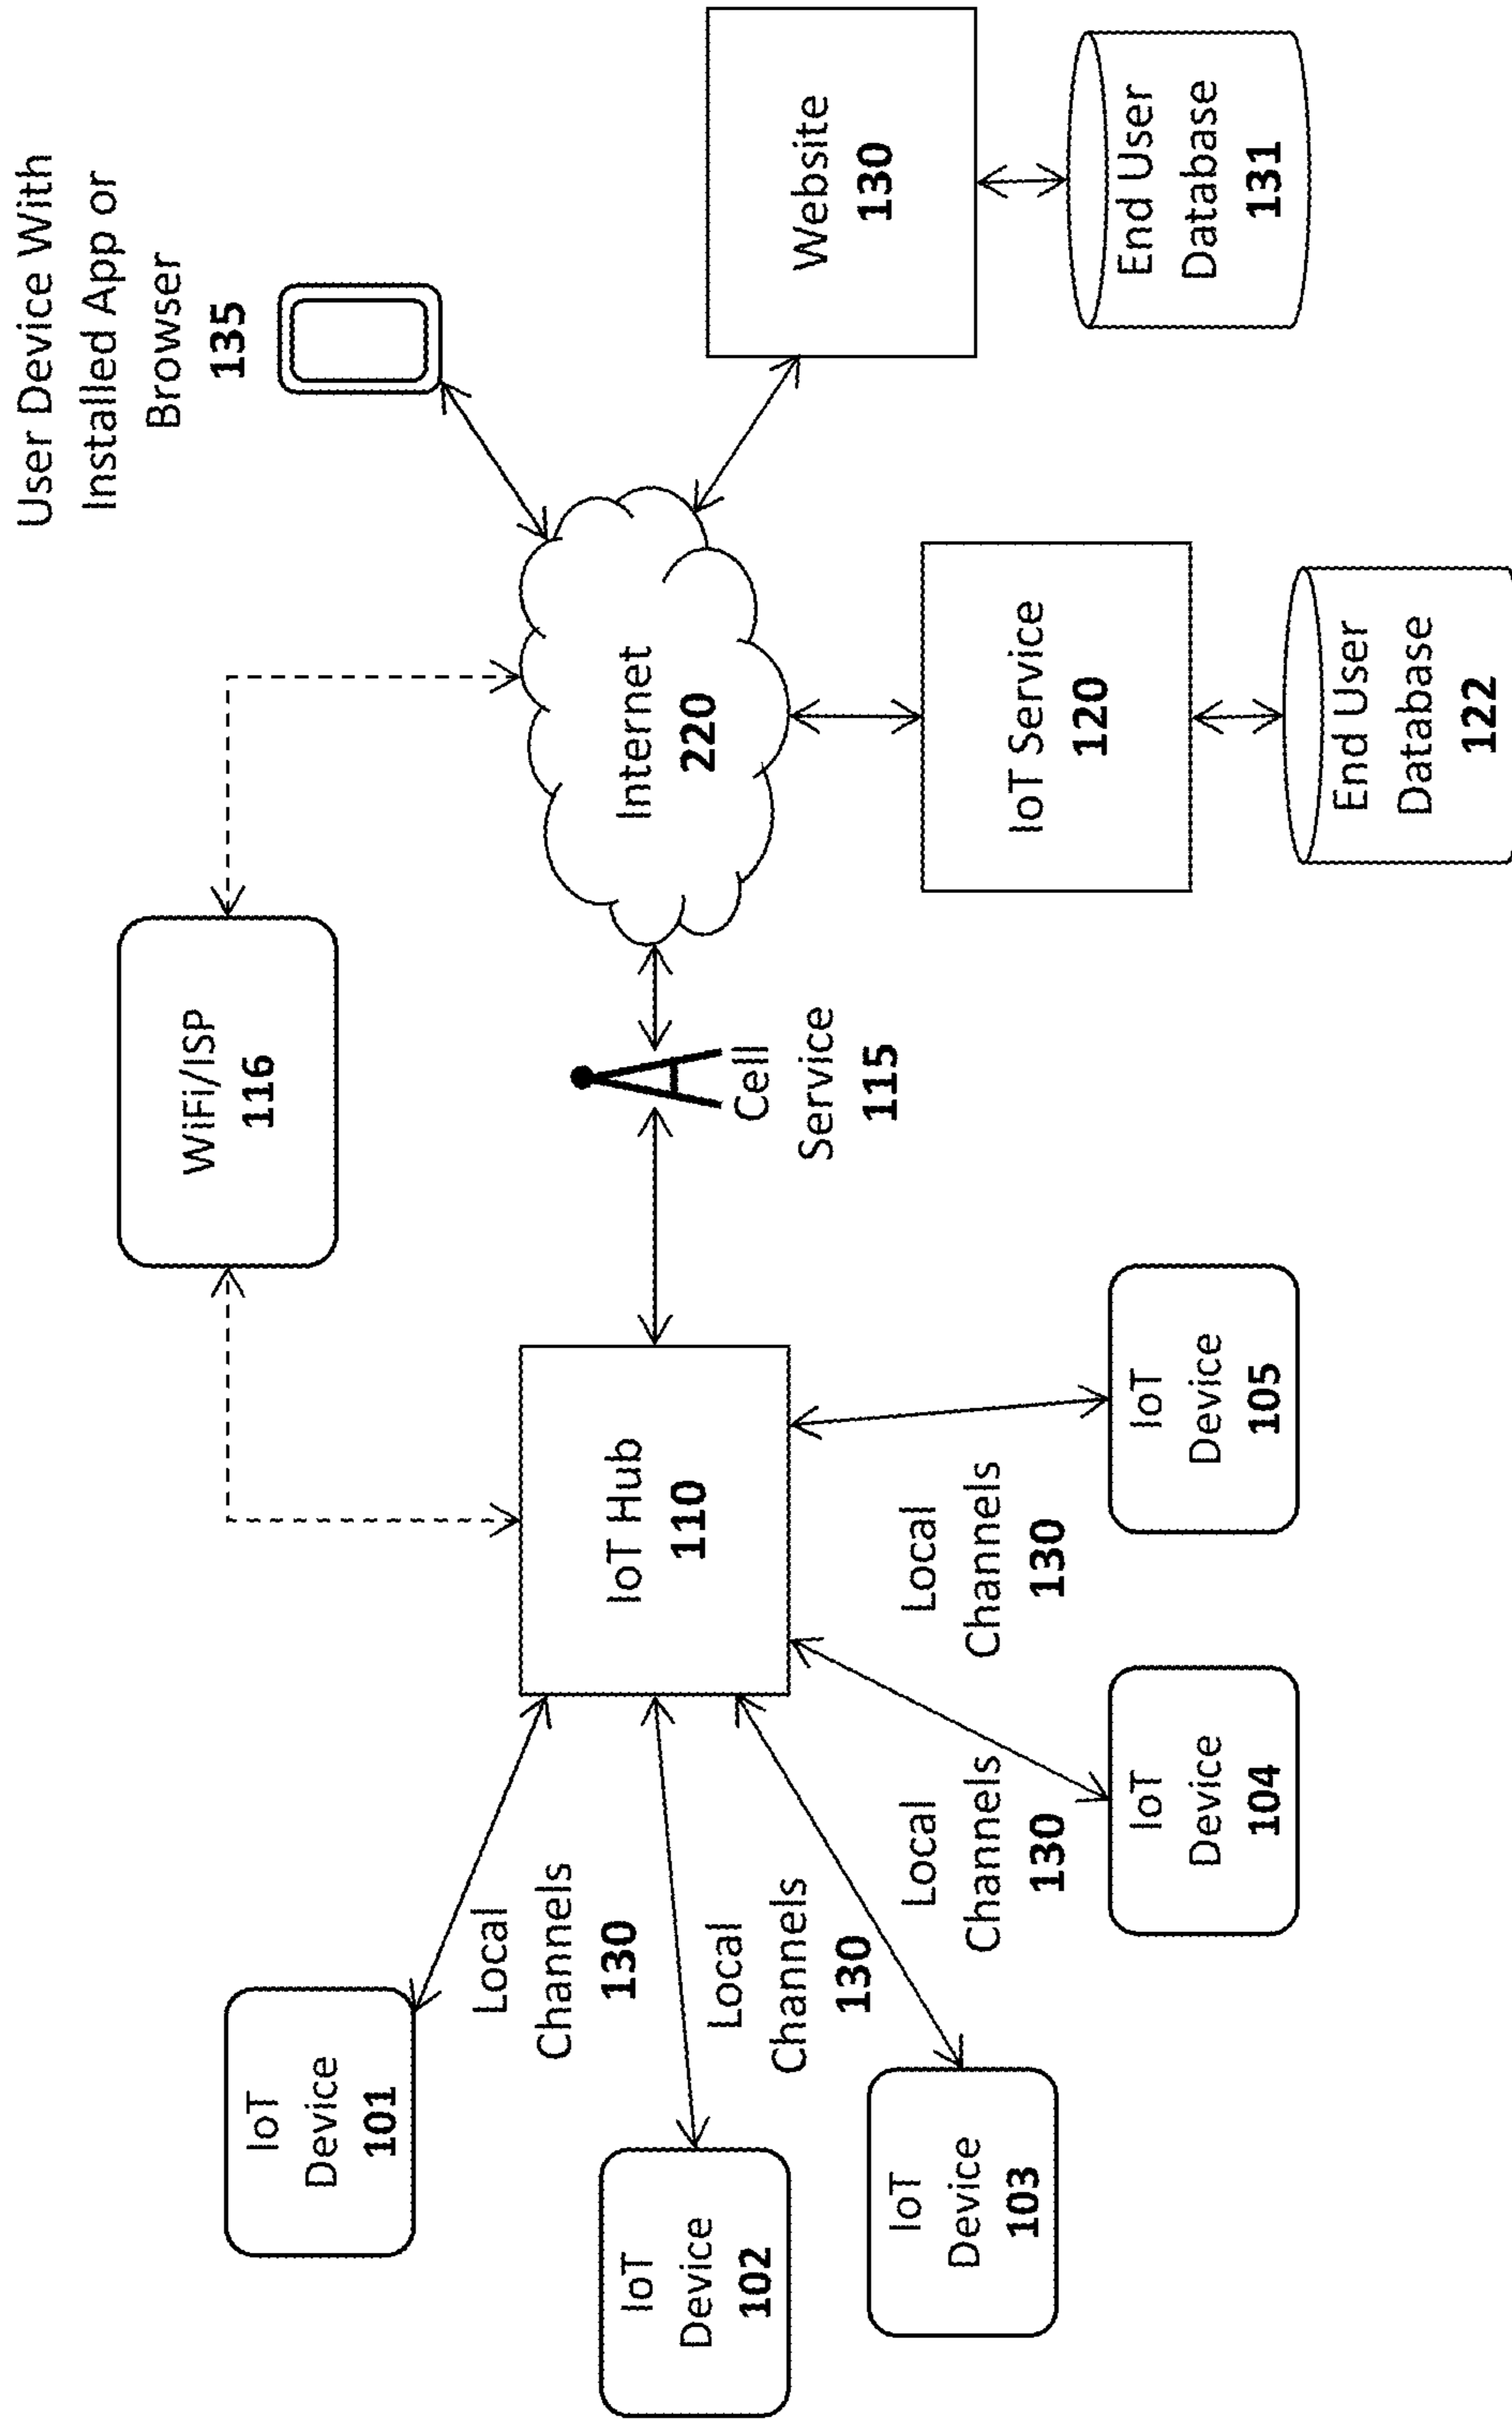 User Device With
Installed App or
Browser
135
WiFi/ISP
116
IoT
Device
101
Local
Channels
130
IoT Hub
110
Internet
220
Website
130
IoT
Device
102
Local
Channels
130
Cell
Service
115
IoT
Device
103
Local
Channels
130
Local
Channels
130
IoT Service
120
End User
Database
131
IoT
Device
104
IoT
Device
105
End User
Database
122